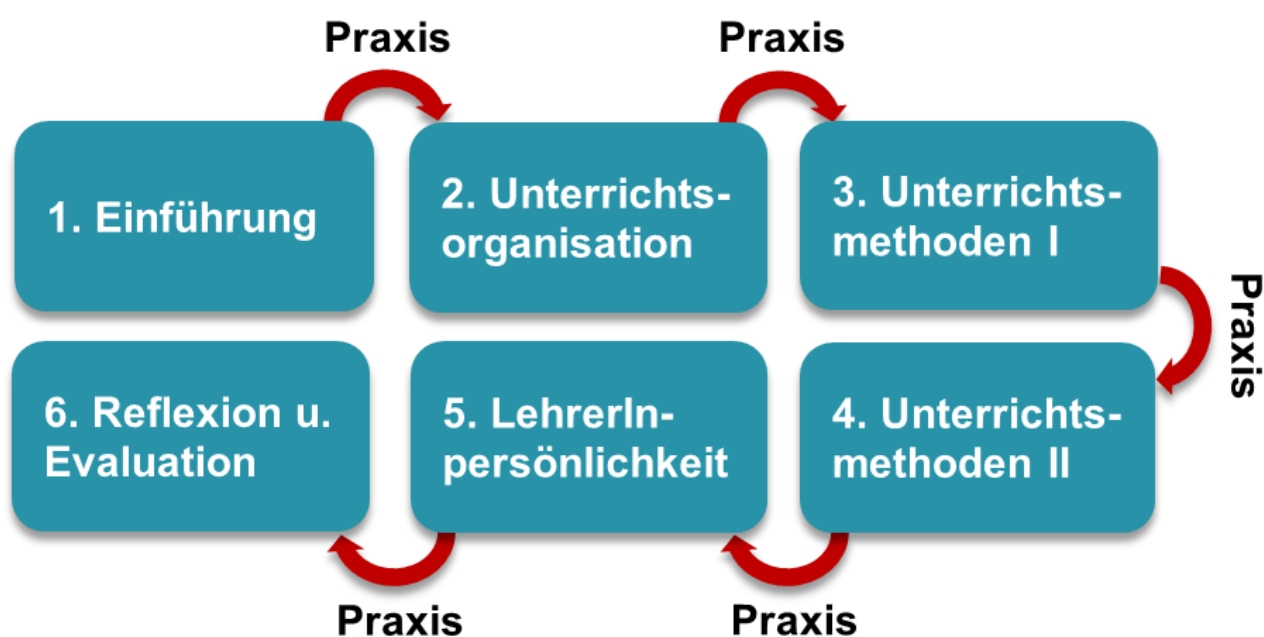 Praxis
Praxis
1. Einführung
2. Unterrichts-
organisation
3. Unterrichts-
methoden I
Praxis
4. Unterrichts-
methoden II
5. LehrerIn-
persönlichkeit
6. Reflexion u.
Evaluation
Praxis
Praxis